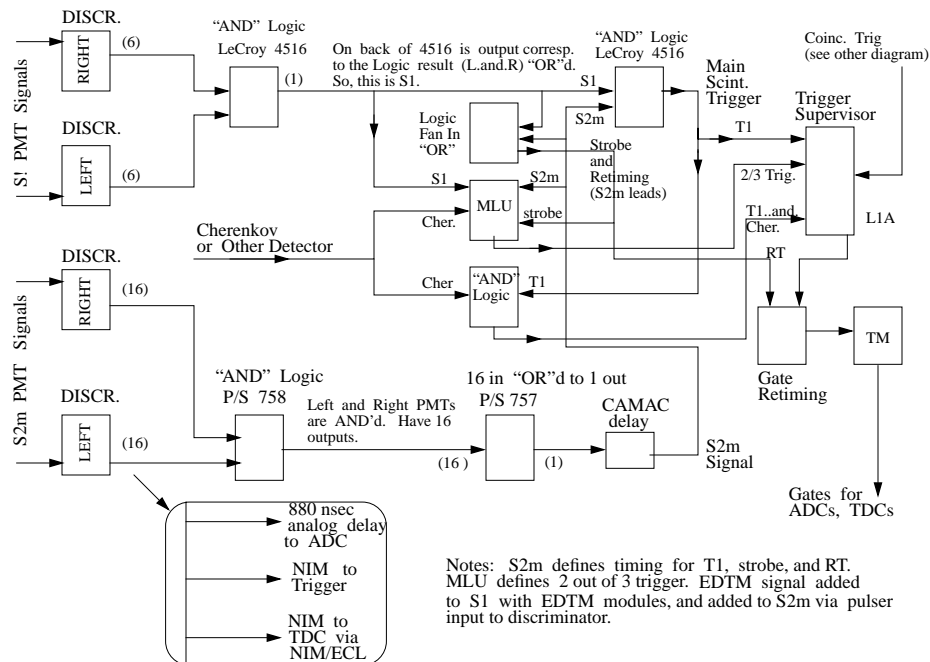 DISCR.
"AND" Logic
LeCroy 4516
RIGHT
(6)
S! PMT Signals
DISCR.
LEFT
(6)
(1)
On back of 4516 is output corresp.
to the Logic result (L.and.R) "OR"d.
So, this is S1.
"AND" Logic
LeCroy 4516
S1
S2m
Main
Scint.
Trigger
Coinc. Trig
(see other diagram)
Trigger
Supervisor
T1
2/3 Trig.
T1..and.
Cher.
L1A
RT
Logic
Fan In
"OR"
Strobe
and
Retiming
(S2m leads)
S1
S2m
MLU
Cher.
strobe
Cherenkov
or Other Detector
Cher
"AND"
Logic
T1
DISCR.
RIGHT
(16)
S2m PMT Signals
DISCR.
LEFT
(16)
"AND" Logic
P/S 758
Left and Right PMTs
are AND'd. Have 16
outputs.
16 in "OR"d to 1 out
P/S 757
(16 )
(1)
CAMAC
delay
S2m
Signal
Gate
Retiming
TM
Gates for
ADCs, TDCs
880 nsec
analog delay
to ADC
NIM to
Trigger
NIM to
TDC via
NIM/ECL
Notes: S2m defines timing for T1, strobe, and RT.
MLU defines 2 out of 3 trigger. EDTM signal added
to S1 with EDTM modules, and added to S2m via pulser
input to discriminator.